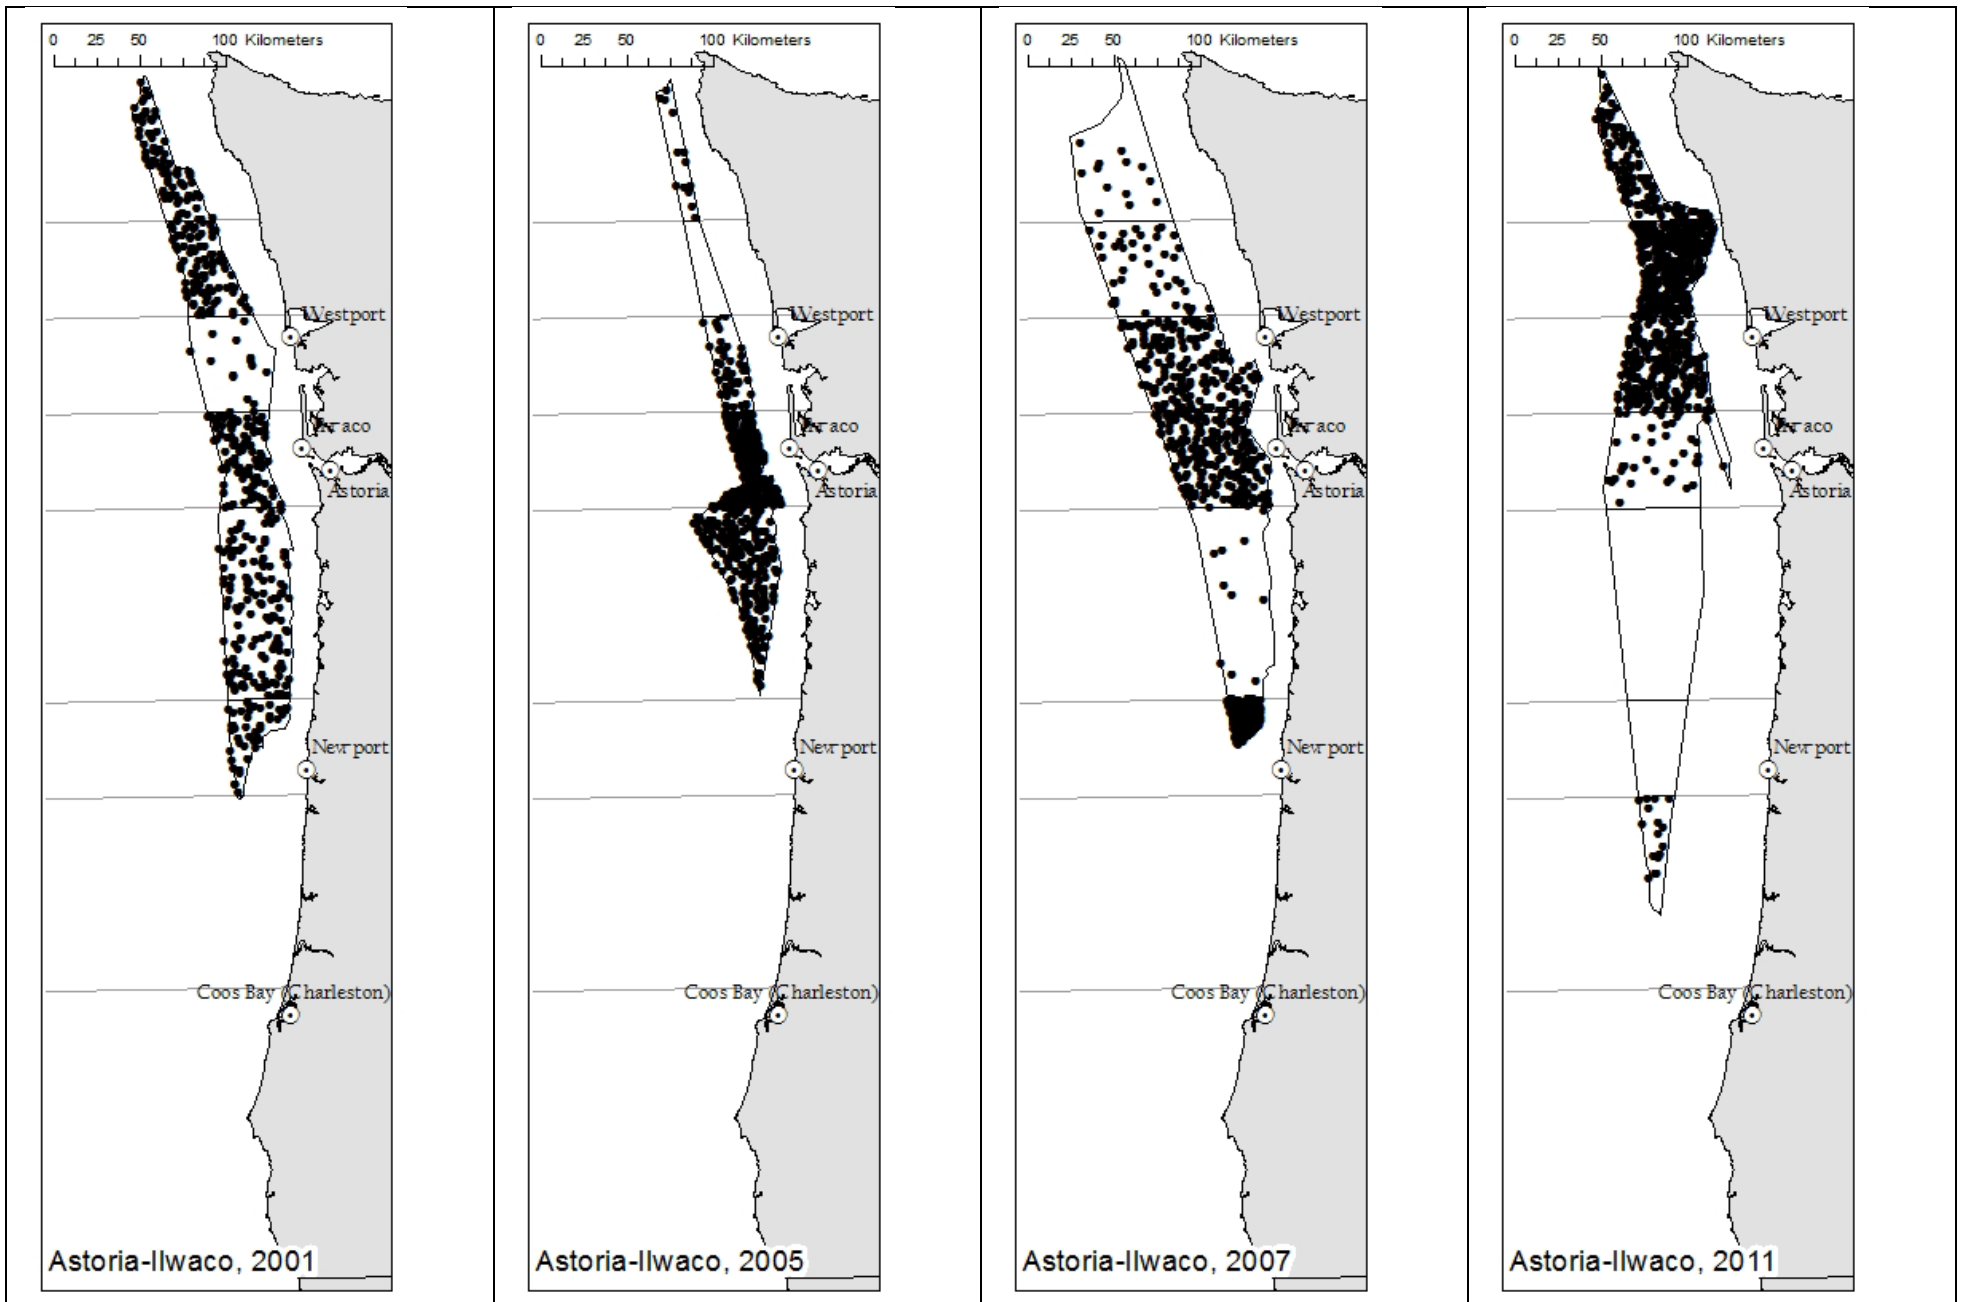 0 25 50 100 Kilometers
Westport
Astoria
Newport
Coos Bay (Charleston)
Astoria-Ilwaco, 2001
0 25 50 100 Kilometers
Westport
Astoria
Newport
Coos Bay (Charleston)
Astoria-Ilwaco, 2005
0 25 50 100 Kilometers
Westport
Astoria
Newport
Coos Bay (Charleston)
Astoria-Ilwaco, 2007
0 25 50 100 Kilometers
Westport
Astoria
Newport
Coos Bay (Charleston)
Astoria-Ilwaco, 2011